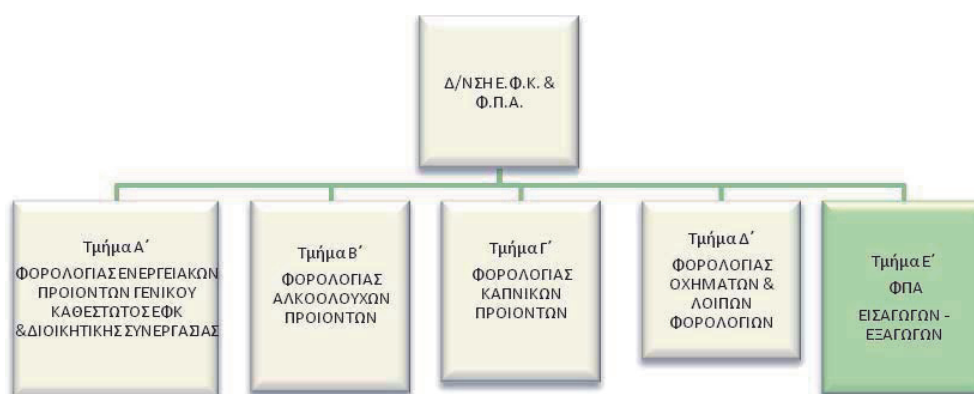 Δ/ΝΣΗ Ε.Φ.Κ. &
Φ.Π.Α.
Τμήμα Α΄
ΦΟΡΟΛΟΓΙΑΣ ΕΝΕΡΓΕΙΑΚΩΝ
ΠΡΟΙΟΝΤΩΝ ΓΕΝΙΚΟΥ
ΚΑΘΕΣΤΩΤΟΣ ΕΦΚ
& ΔΙΟΙΚΗΤΙΚΗΣ ΣΥΝΕΡΓΑΣΙΑΣ
Τμήμα Β΄
ΦΟΡΟΛΟΓΙΑΣ
ΑΛΚΟΟΛΟΥΧΩΝ
ΠΡΟΙΟΝΤΩΝ
Τμήμα Γ΄
ΦΟΡΟΛΟΓΙΑΣ
ΚΑΠΝΙΚΩΝ
ΠΡΟΙΟΝΤΩΝ
Τμήμα Δ΄
ΦΟΡΟΛΟΓΙΑΣ
ΟΧΗΜΑΤΩΝ &
ΛΟΙΠΩΝ
ΦΟΡΟΛΟΓΙΩΝ
Τμήμα Ε΄
ΦΠΑ
ΕΙΣΑΓΩΓΩΝ –
ΕΞΑΓΩΓΩΝ